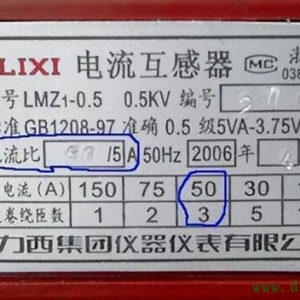 LIXI 电流互感器 MC
号 LMZ1-0.5 0.5KV 编号
准 GB1208-97 准确 0.5 级 5VA-3.75V
电流比 /5 A 50Hz 2006 年
电流(A) 150 75 50 30
卷绕匝数 1 2 3 5
力西集团仪器仪表有限公